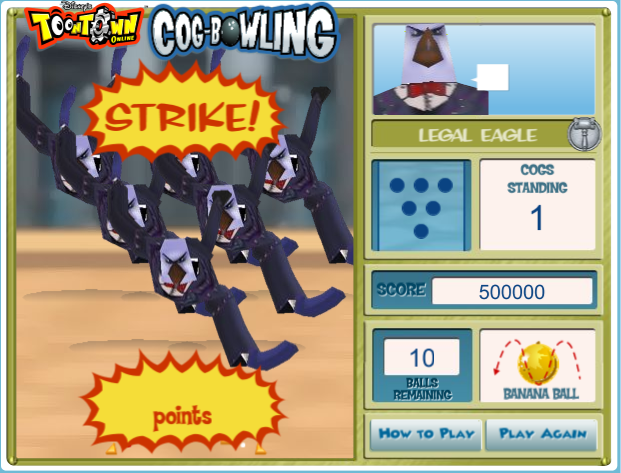 Disney's
TOONTOWN
ONLINE
COG-BOWLING
STRIKE!
LEGAL EAGLE
COGS
STANDING
1
SCORE 500000
10
BALLS
REMAINING
BANANA BALL
points
HOW TO PLAY
PLAY AGAIN